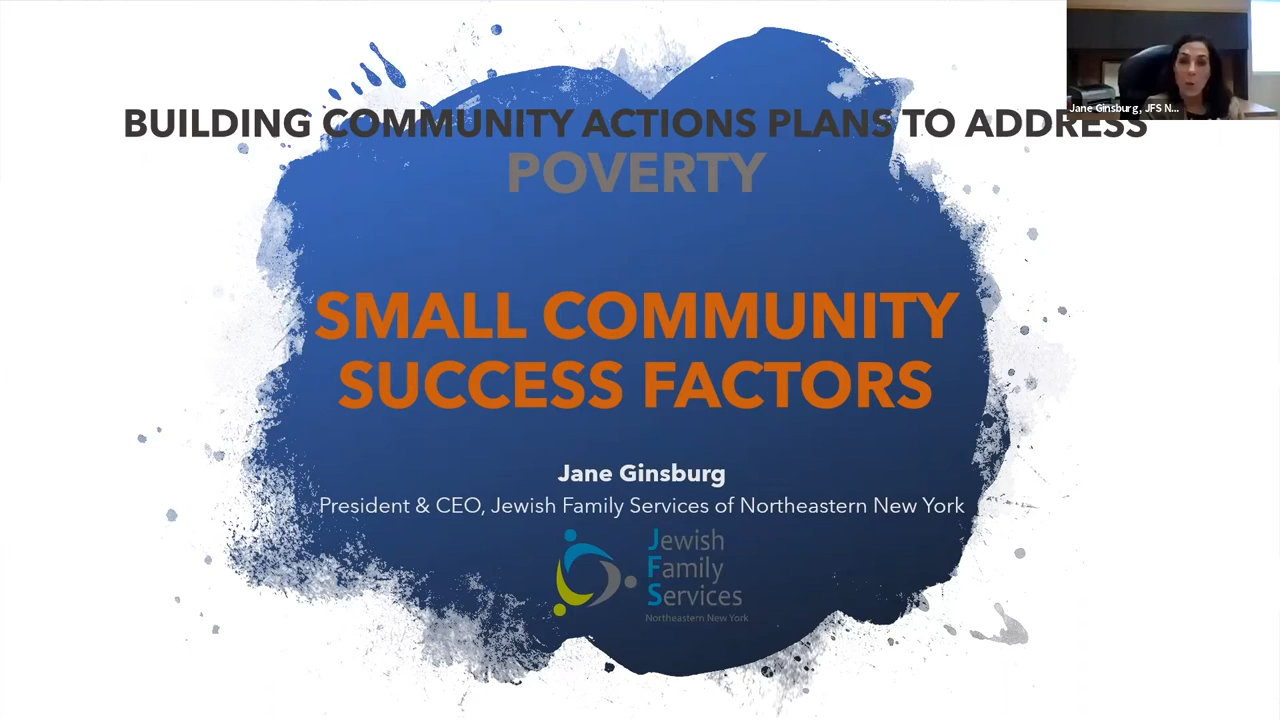 BUILDING COMMUNITY ACTIONS PLANS TO ADDRESS
POVERTY
Jane Ginsburg, JFS N...
SMALL COMMUNITY
SUCCESS FACTORS
Jane Ginsburg
President & CEO, Jewish Family Services of Northeastern New York
Jewish
Family
Services
Northeastern New York